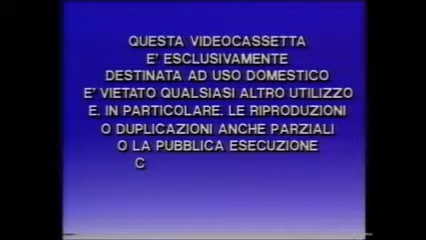 QUESTA VIDEOCASSETTA
E' ESCLUSIVAMENTE
DESTINATA AD USO DOMESTICO
E' VIETATO QUALSIASI ALTRO UTILIZZO
E, IN PARTICOLARE, LE RIPRODUZIONI
O DUPLICAZIONI ANCHE PARZIALI
O LA PUBBLICA ESECUZIONE
C